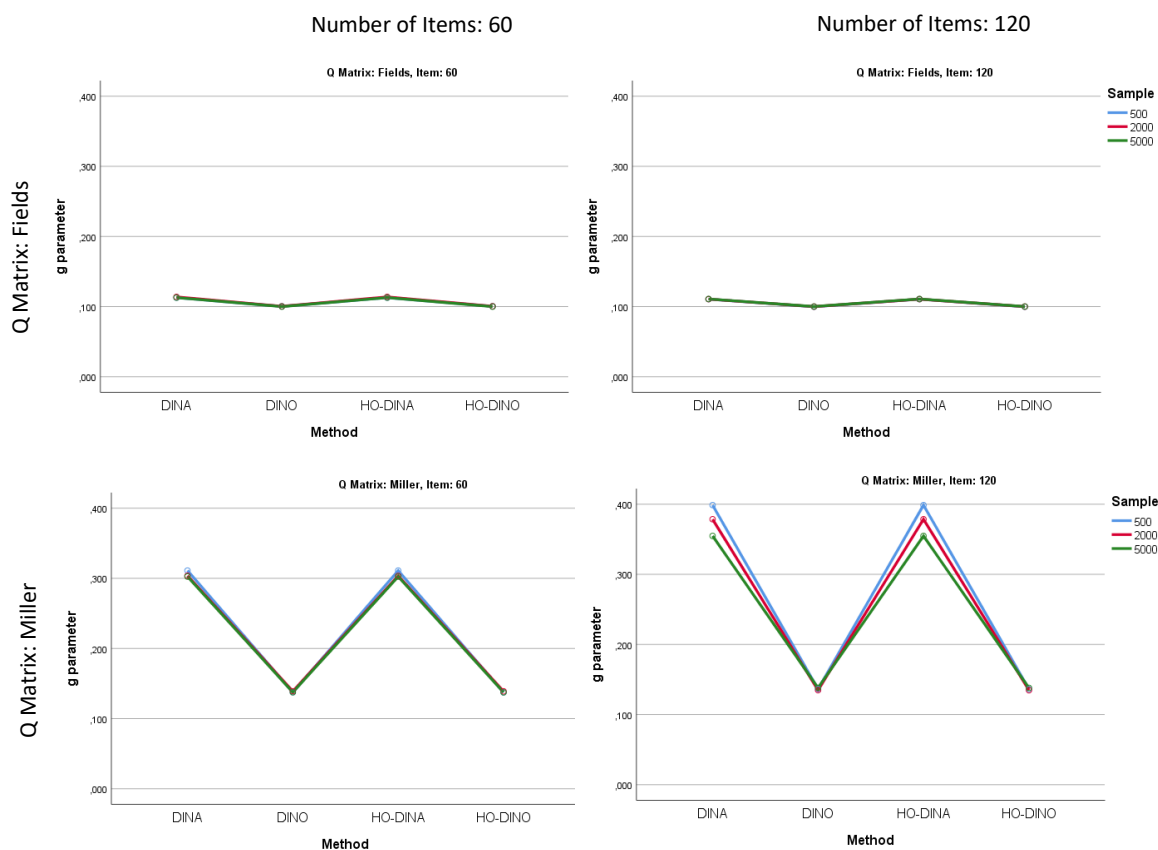 Number of Items: 60
Number of Items: 120
Q Matrix: Fields
Q Matrix: Fields, Item: 60
,400
,300
,200
,100
,000
g parameter
DINA DINO HO-DINA HO-DINO
Method
Q Matrix: Fields, Item: 120
,400
,300
,200
,100
,000
g parameter
DINA DINO HO-DINA HO-DINO
Method
Sample
500
2000
5000
Q Matrix: Miller
Q Matrix: Miller, Item: 60
,400
,300
,200
,100
,000
g parameter
DINA DINO HO-DINA HO-DINO
Method
Q Matrix: Miller, Item: 120
,400
,300
,200
,100
,000
g parameter
DINA DINO HO-DINA HO-DINO
Method
Sample
500
2000
5000